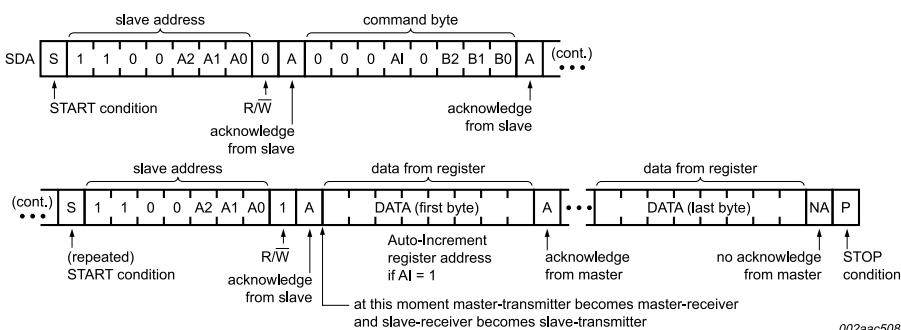 slave address command byte
SDA S 1 1 0 0 A2 A1 A0 0 A 0 0 0 AI 0 B2 B1 B0 A (cont.)
START condition R/W̅ acknowledge from slave acknowledge from slave
slave address data from register data from register
(cont.) S 1 1 0 0 A2 A1 A0 1 A DATA (first byte) A DATA (last byte) NA P
(repeated)
START condition
R/W̅
acknowledge
from slave
Auto-Increment
register address
if AI = 1
acknowledge
from master
no acknowledge
from master
STOP
condition
at this moment master-transmitter becomes master-receiver
and slave-receiver becomes slave-transmitter
002aac508